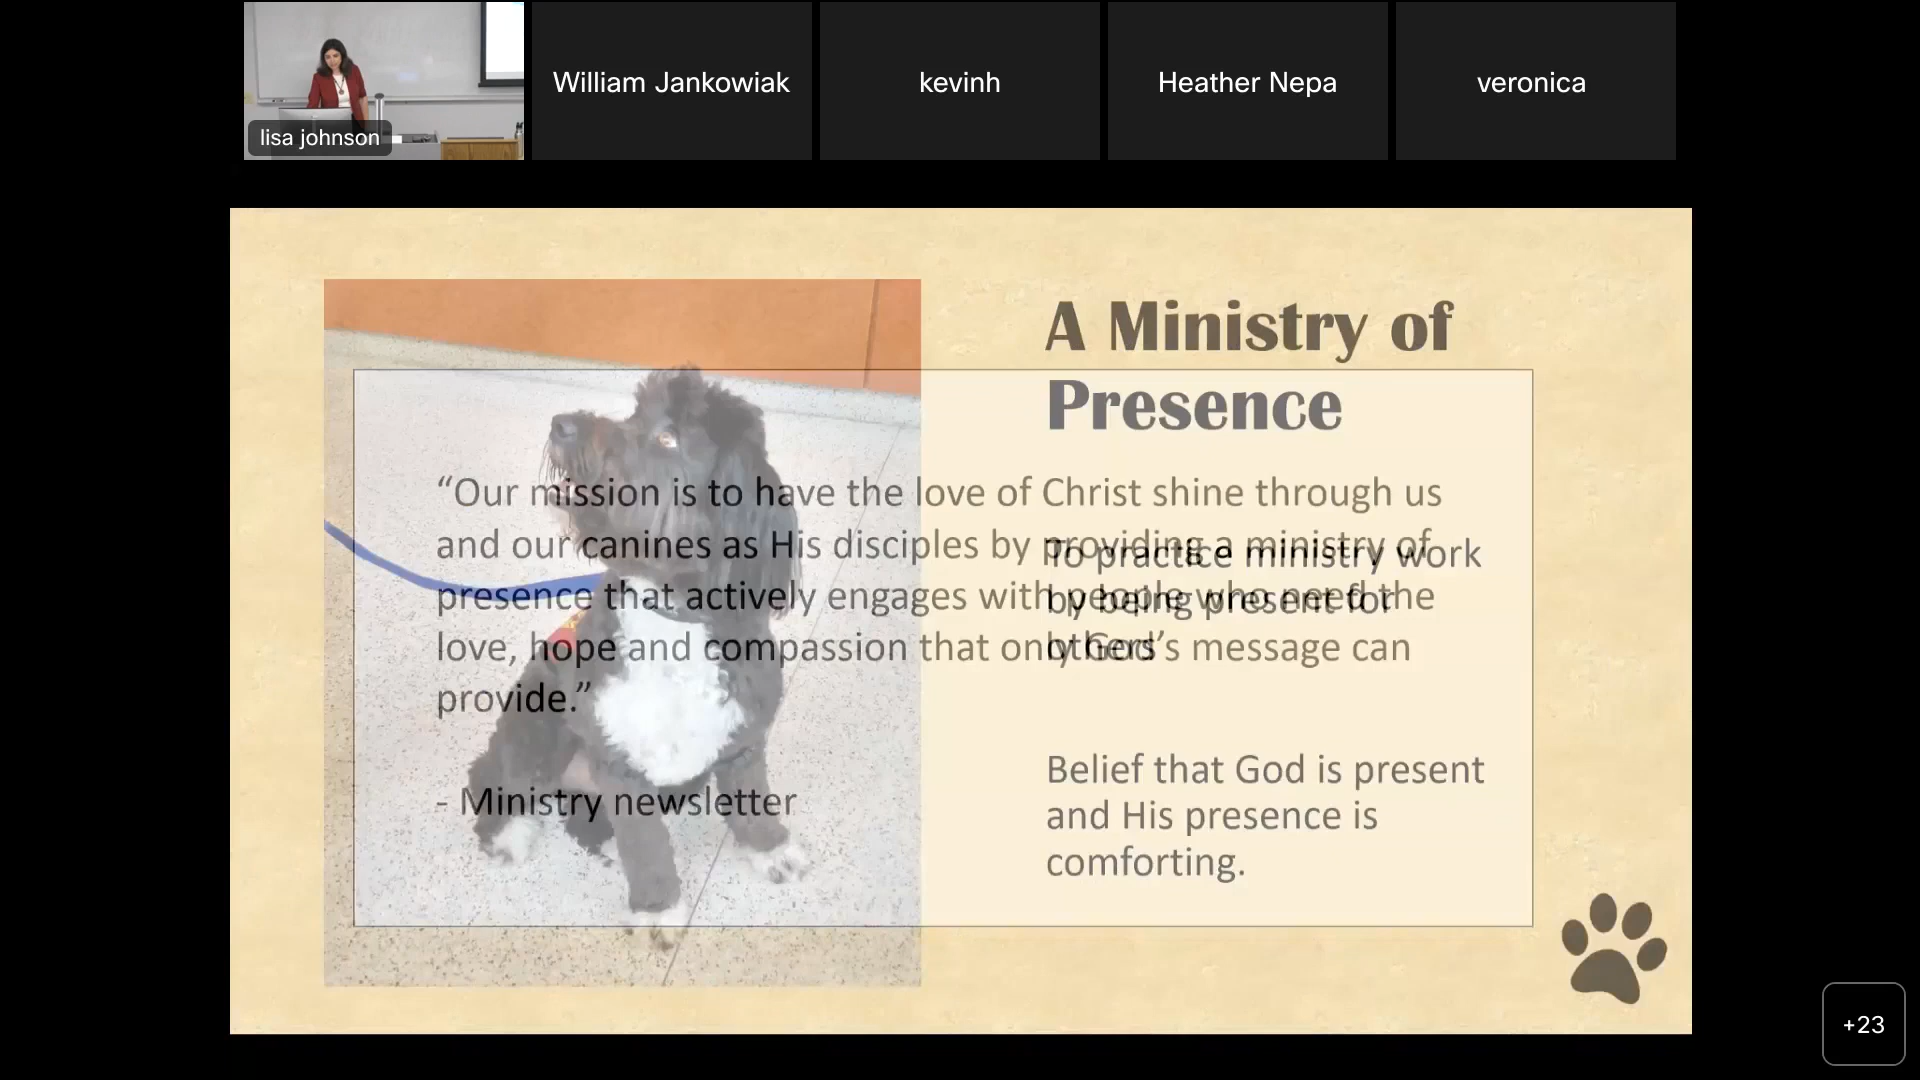 lisa johnson
William Jankowiak
kevinh
Heather Nepa
veronica
A Ministry of
Presence
“Our mission is to have the love of Christ shine through us
and our canines as His disciples by providing a ministry of
presence that actively engages with people who need the
love, hope and compassion that only God’s message can
provide.”
- Ministry newsletter
To practice ministry work
by being present for
others
Belief that God is present
and His presence is
comforting.
+23